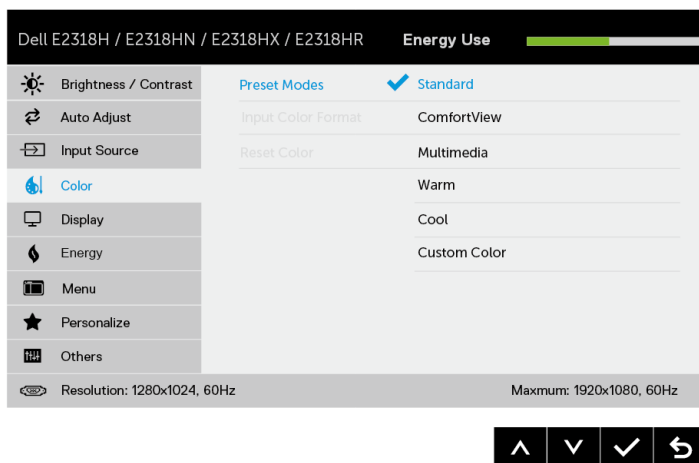 Dell E2318H / E2318HN / E2318HX / E2318HR Energy Use
Brightness / Contrast Preset Modes Standard
Auto Adjust Input Color Format ComfortView
Input Source Reset Color Multimedia
Color Warm
Display Cool
Energy Custom Color
Menu
Personalize
Others
Resolution: 1280x1024, 60Hz Maxmum: 1920x1080, 60Hz